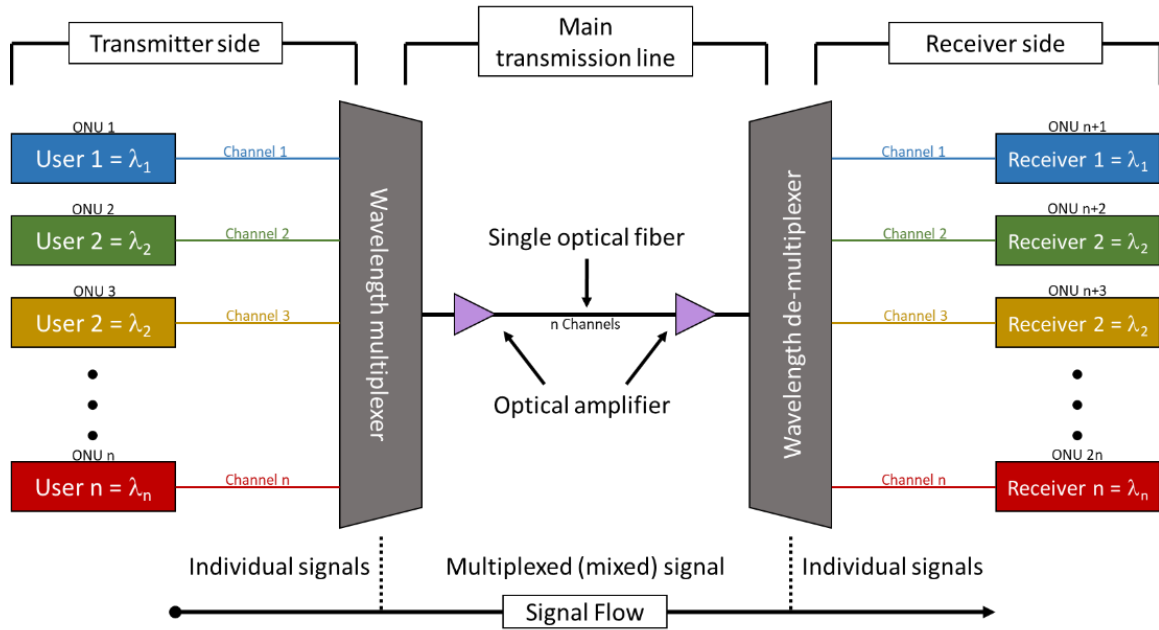 Transmitter side
Main
transmission line
Receiver side
ONU 1
User 1 = λ₁
Channel 1
ONU 2
User 2 = λ₂
Channel 2
ONU 3
User 2 = λ₂
Channel 3
ONU n
User n = λₙ
Channel n
Wavelength multiplexer
Single optical fiber
n Channels
Optical amplifier
Wavelength de-multiplexer
Channel 1
ONU n+1
Receiver 1 = λ₁
Channel 2
ONU n+2
Receiver 2 = λ₂
Channel 3
ONU n+3
Receiver 2 = λ₂
Channel n
ONU 2n
Receiver n = λₙ
Individual signals
Multiplexed (mixed) signal
Individual signals
Signal Flow